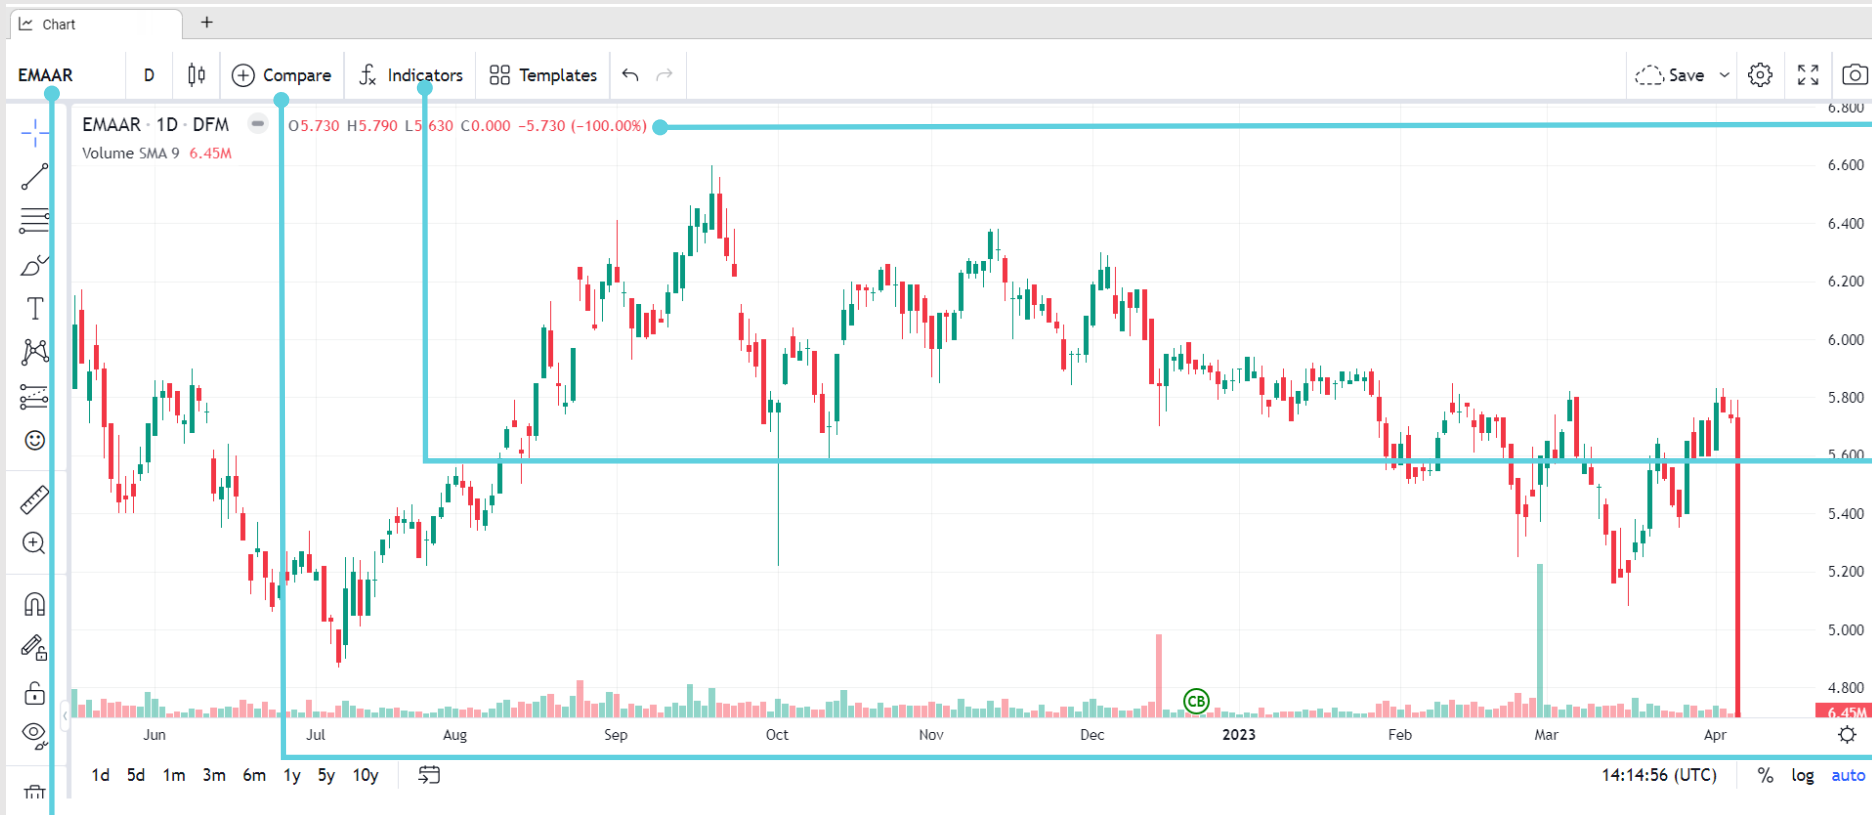 Chart +
EMAAR D Compare Indicators Templates Save
EMAAR · 1D · DFM O5.730 H5.790 L5.630 C0.000 −5.730 (−100.00%)
Volume SMA 9 6.45M
6.800
6.600
6.400
6.200
6.000
5.800
5.600
5.400
5.200
5.000
4.800
6.45M
CB
Jun Jul Aug Sep Oct Nov Dec 2023 Feb Mar Apr
1d 5d 1m 3m 6m 1y 5y 10y 14:14:56 (UTC) % log auto